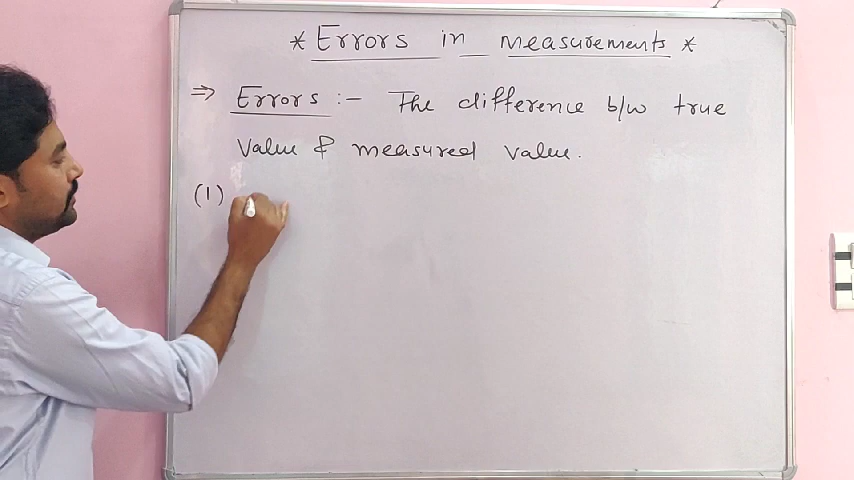 * Errors in measurements *
⇒ Errors :- The difference b/w true
Value & measured value.
(1)